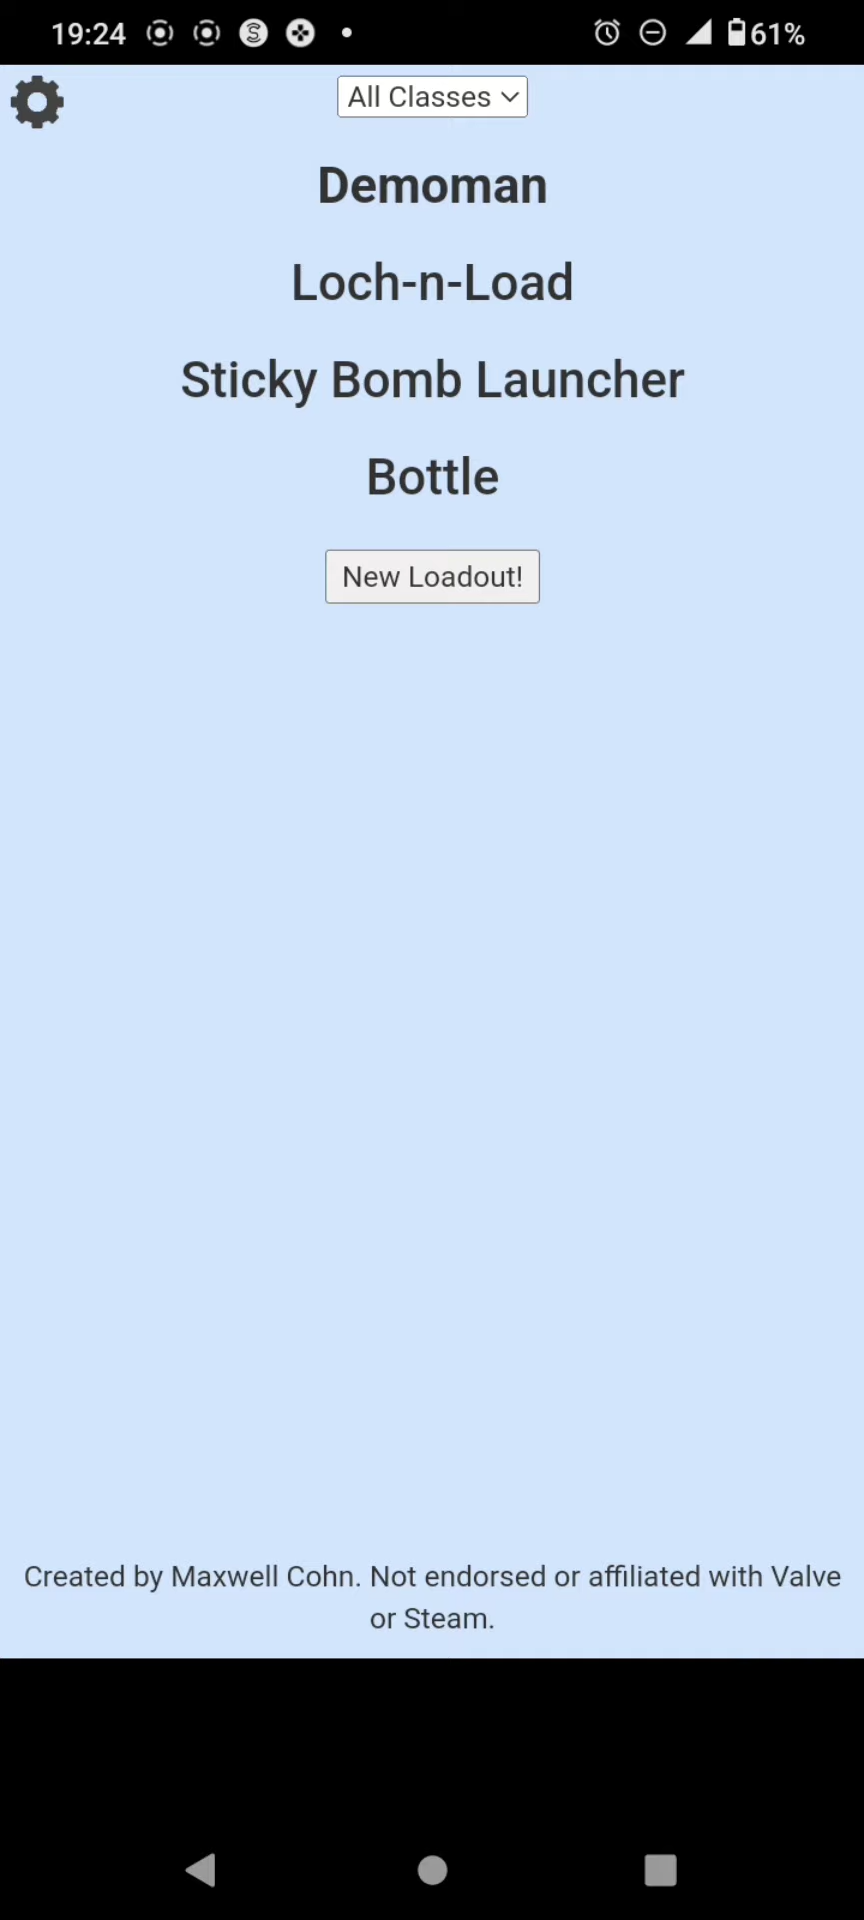 19:24
61%
All Classes
Demoman
Loch-n-Load
Sticky Bomb Launcher
Bottle
New Loadout!
Created by Maxwell Cohn. Not endorsed or affiliated with Valve
or Steam.